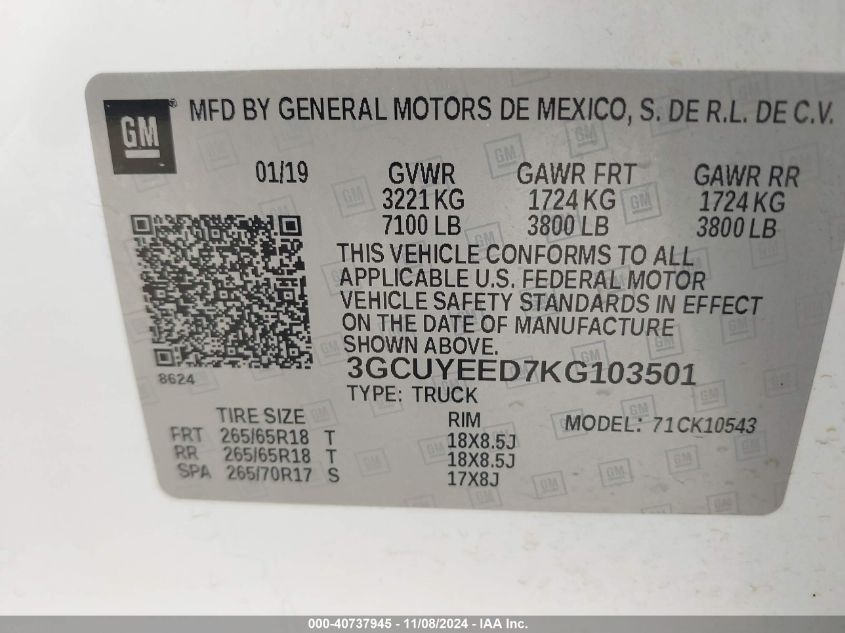 GM ® MFD BY GENERAL MOTORS DE MEXICO, S. DE R.L. DE C.V.
01/19 GVWR GAWR FRT GAWR RR
3221 KG 1724 KG 1724 KG
7100 LB 3800 LB 3800 LB
THIS VEHICLE CONFORMS TO ALL
APPLICABLE U.S. FEDERAL MOTOR
VEHICLE SAFETY STANDARDS IN EFFECT
ON THE DATE OF MANUFACTURE
SHOWN ABOVE.
8624
3GCUYEED7KG103501
TYPE: TRUCK
TIRE SIZE RIM MODEL: 71CK10543
FRT 265/65R18 T 18X8.5J
RR 265/65R18 T 18X8.5J
SPA 265/70R17 S 17X8J
000-40737945 - 11/08/2024 - IAA Inc.